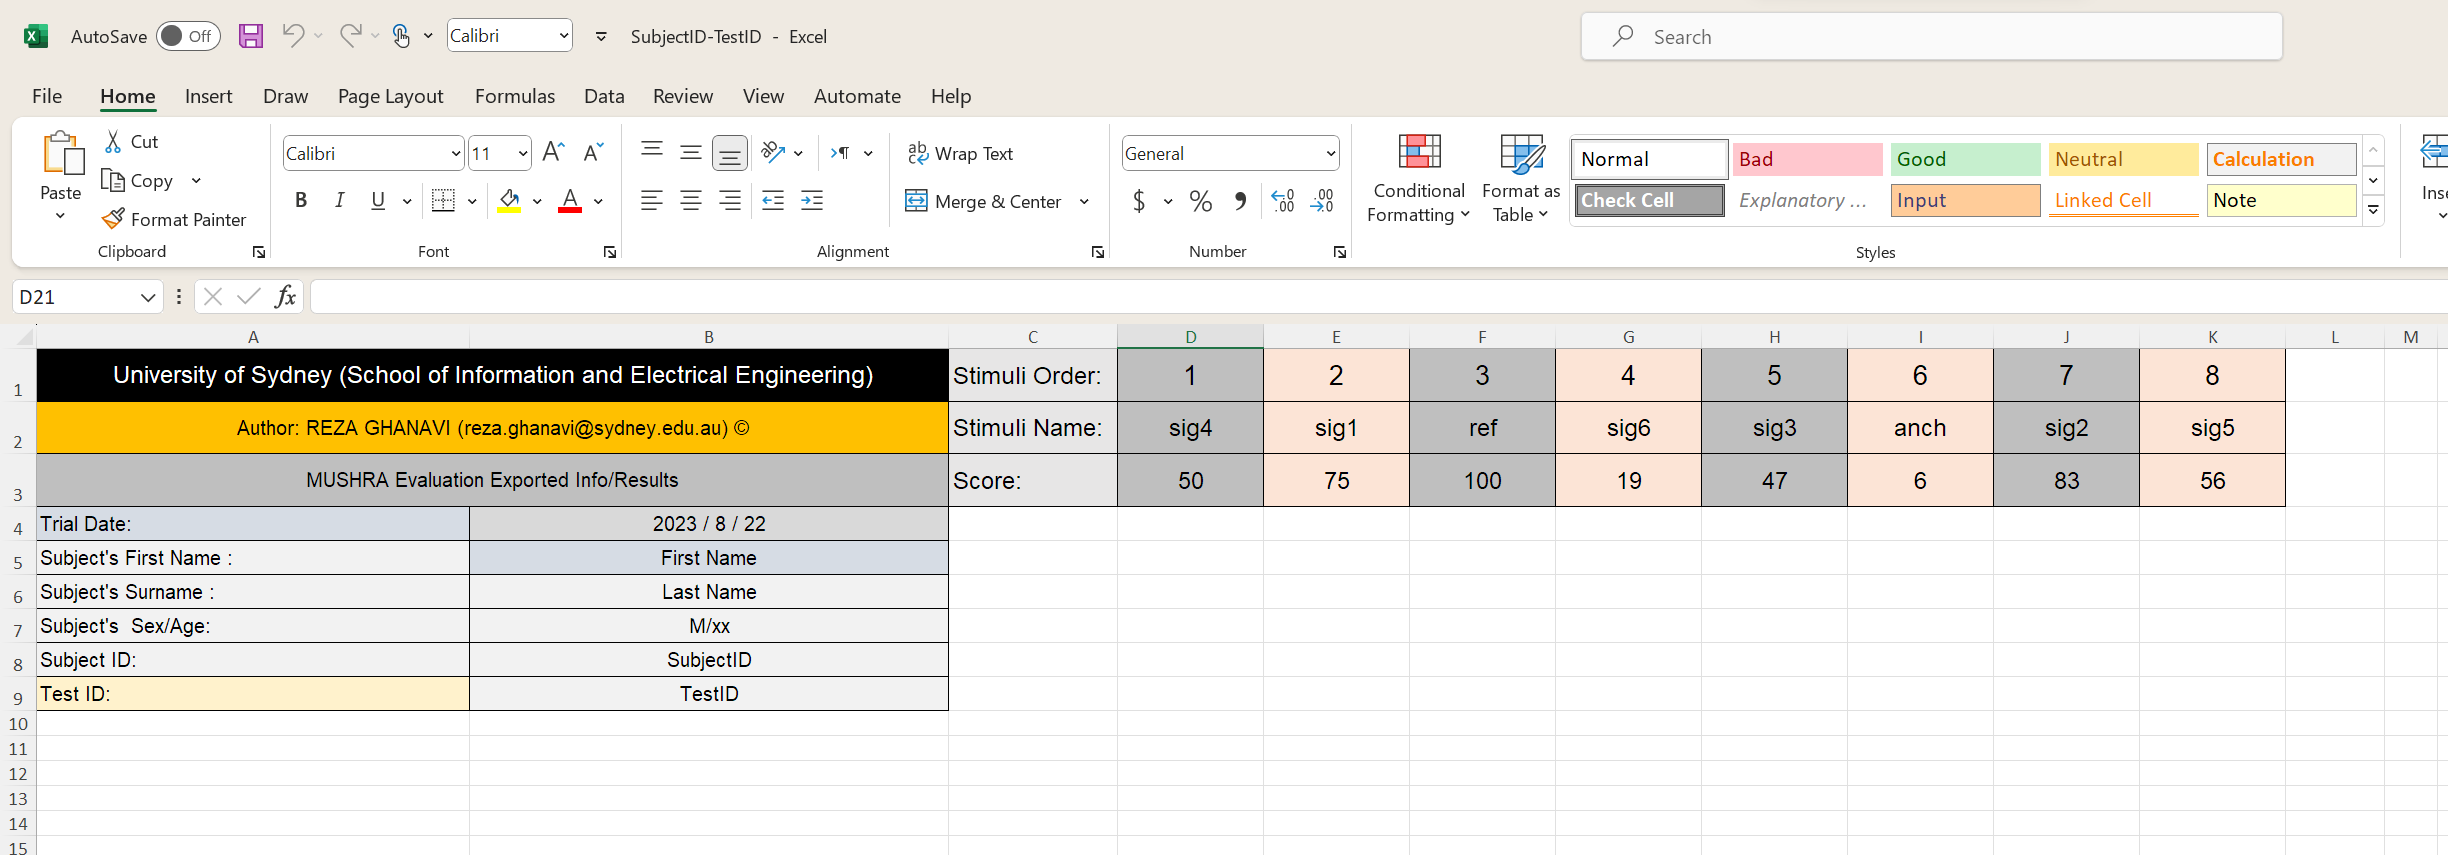 AutoSave Off Calibri SubjectID-TestID - Excel Search
File Home Insert Draw Page Layout Formulas Data Review View Automate Help
Paste
Cut
Copy
Format Painter
Clipboard
Calibri 11
B I U A
Font
Wrap Text
Merge & Center
Alignment
General
$ %
Number
Conditional
Formatting
Format as
Table
Normal Bad Good Neutral Calculation
Check Cell Explanatory ... Input Linked Cell Note
Styles
Inse
D21 fx
A B C D E F G H I J K L M
1 University of Sydney (School of Information and Electrical Engineering) Stimuli Order: 1 2 3 4 5 6 7 8
2 Author: REZA GHANAVI (reza.ghanavi@sydney.edu.au) © Stimuli Name: sig4 sig1 ref sig6 sig3 anch sig2 sig5
3 MUSHRA Evaluation Exported Info/Results Score: 50 75 100 19 47 6 83 56
4 Trial Date: 2023 / 8 / 22
5 Subject's First Name : First Name
6 Subject's Surname : Last Name
7 Subject's  Sex/Age: M/xx
8 Subject ID: SubjectID
9 Test ID: TestID
10
11
12
13
14
15